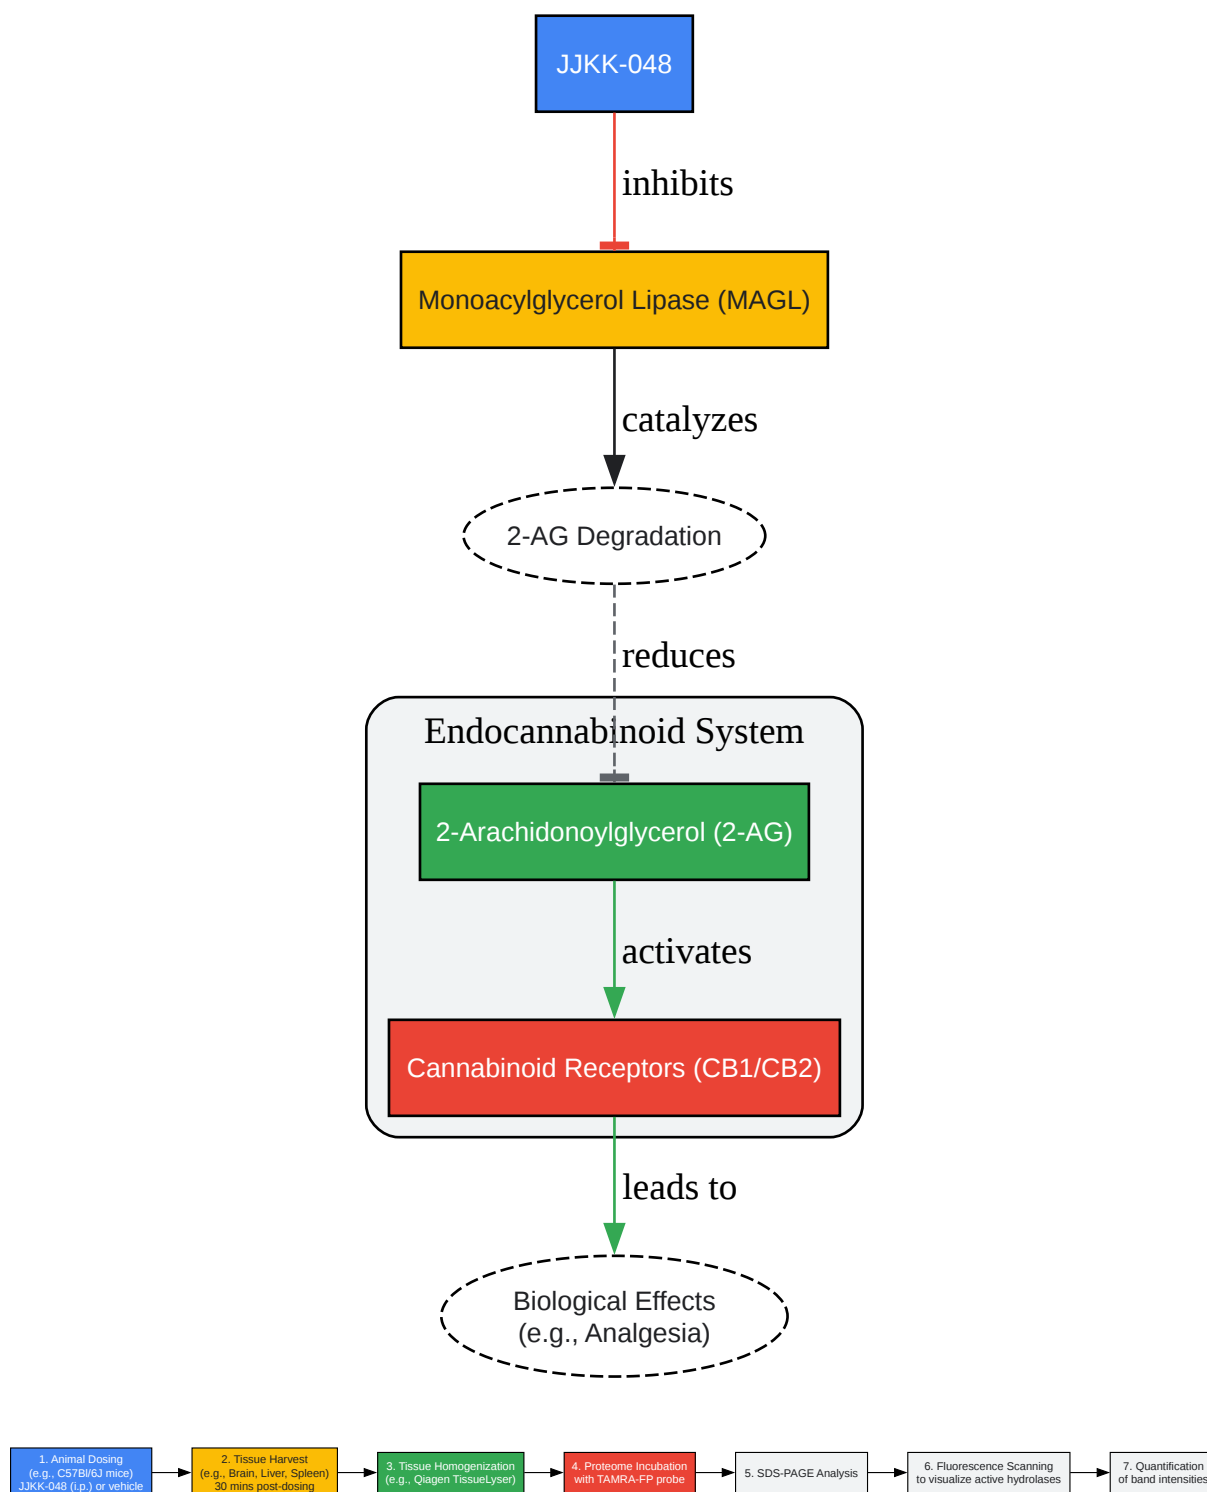 JJKK-048
inhibits
Monoacylglycerol Lipase (MAGL)
catalyzes
2-AG Degradation
reduces
Endocannabinoid System
2-Arachidonoylglycerol (2-AG)
activates
Cannabinoid Receptors (CB1/CB2)
leads to
Biological Effects
(e.g., Analgesia)
1. Animal Dosing
(e.g., C57Bl/6J mice)
JJKK-048 (i.p.) or vehicle
2. Tissue Harvest
(e.g., Brain, Liver, Spleen)
30 mins post-dosing
3. Tissue Homogenization
(e.g., Qiagen TissueLyser)
4. Proteome Incubation
with TAMRA-FP probe
5. SDS-PAGE Analysis
6. Fluorescence Scanning
to visualize active hydrolases
7. Quantification
of band intensities